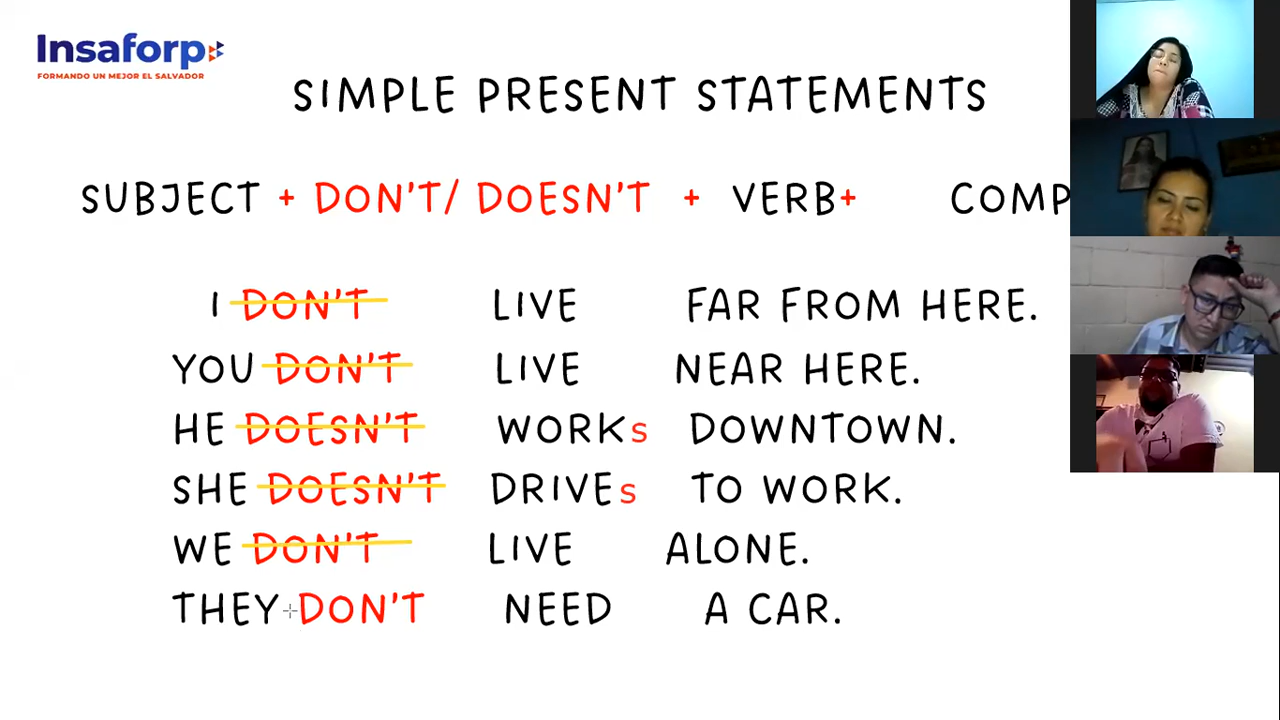 Insaforp
FORMANDO UN MEJOR EL SALVADOR
SIMPLE PRESENT STATEMENTS
SUBJECT + DON'T/ DOESN'T + VERB+ COMP
I DON'T LIVE FAR FROM HERE.
YOU DON'T LIVE NEAR HERE.
HE DOESN'T WORKs DOWNTOWN.
SHE DOESN'T DRIVEs TO WORK.
WE DON'T LIVE ALONE.
THEY DON'T NEED A CAR.